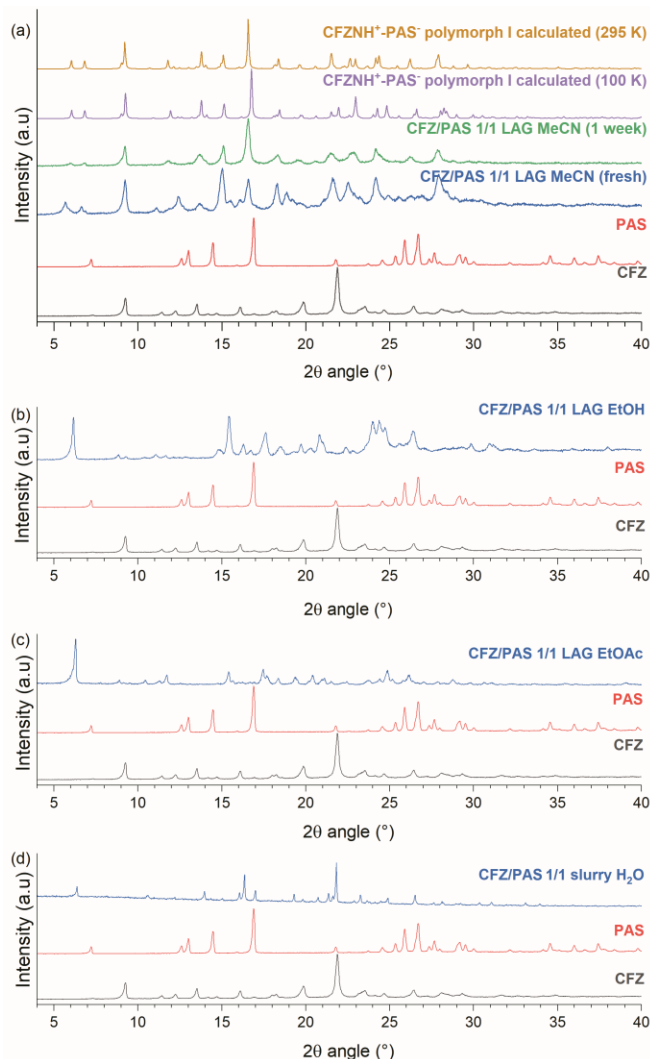 (a)
CFZNH⁺-PAS⁻ polymorph I calculated (295 K)
CFZNH⁺-PAS⁻ polymorph I calculated (100 K)
CFZ/PAS 1/1 LAG MeCN (1 week)
CFZ/PAS 1/1 LAG MeCN (fresh)
PAS
CFZ
Intensity (a.u)
5 10 15 20 25 30 35 40
2θ angle (°)
(b)
CFZ/PAS 1/1 LAG EtOH
PAS
CFZ
Intensity (a.u)
5 10 15 20 25 30 35 40
2θ angle (°)
(c)
CFZ/PAS 1/1 LAG EtOAc
PAS
CFZ
Intensity (a.u)
5 10 15 20 25 30 35 40
2θ angle (°)
(d)
CFZ/PAS 1/1 slurry H₂O
PAS
CFZ
Intensity (a.u)
5 10 15 20 25 30 35 40
2θ angle (°)